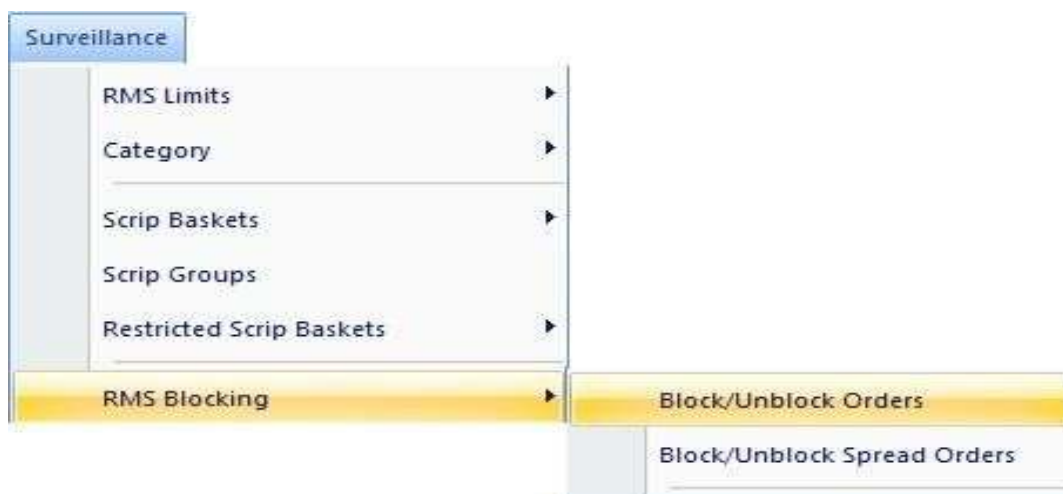 Surveillance
RMS Limits
Category
Scrip Baskets
Scrip Groups
Restricted Scrip Baskets
RMS Blocking
Block/Unblock Orders
Block/Unblock Spread Orders